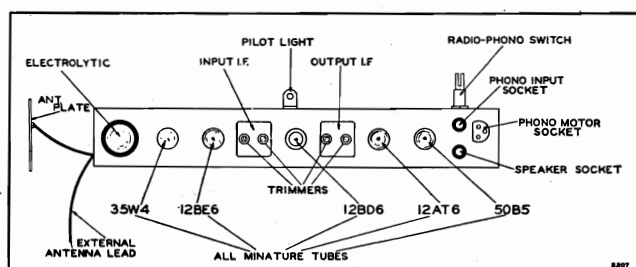 PILOT LIGHT
RADIO-PHONO SWITCH
ELECTROLYTIC
INPUT I.F.
OUTPUT I.F
PHONO INPUT
SOCKET
ANT.
PLATE
PHONO MOTOR
SOCKET
SPEAKER SOCKET
TRIMMERS
35W4
12BE6
12BD6
12AT6
50B5
EXTERNAL
ANTENNA LEAD
ALL MINATURE TUBES